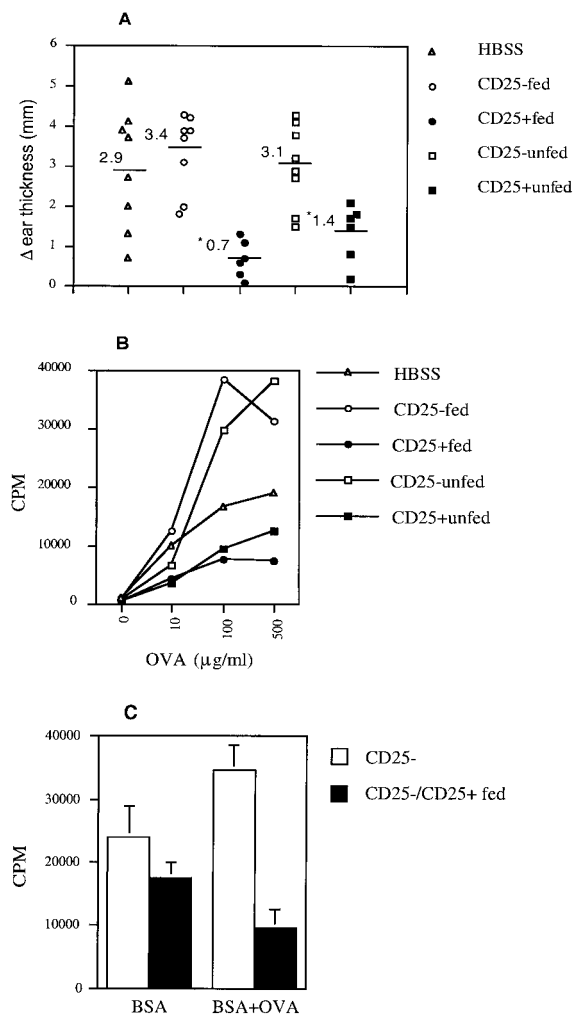 A
Δ ear thickness (mm)
6
5
4
3
2
1
0
2.9
3.4
*0.7
3.1
*1.4
HBSS
CD25-fed
CD25+fed
CD25-unfed
CD25+unfed
B
CPM
40000
30000
20000
10000
0
0
10
100
500
OVA (μg/ml)
HBSS
CD25-fed
CD25+fed
CD25-unfed
CD25+unfed
C
CPM
40000
30000
20000
10000
0
BSA
BSA+OVA
CD25-
CD25-/CD25+ fed